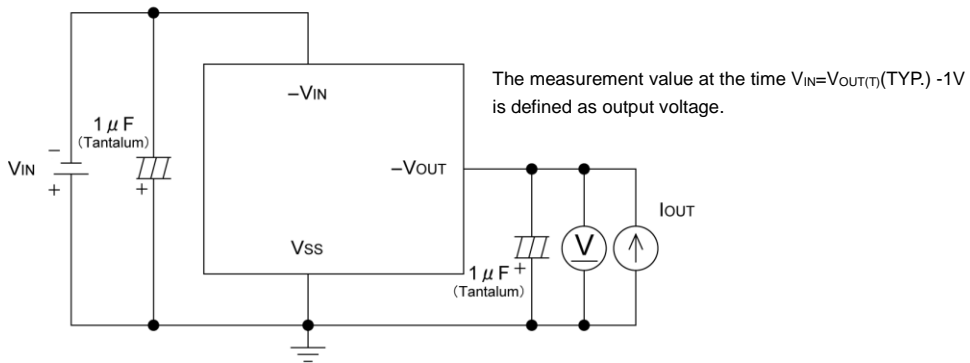 –VIN
The measurement value at the time VIN=VOUT(T)(TYP.) -1V
is defined as output voltage.
1 μ F
(Tantalum)
–
VIN
+
+
–VOUT
IOUT
VSS
V
1 μ F +
(Tantalum)